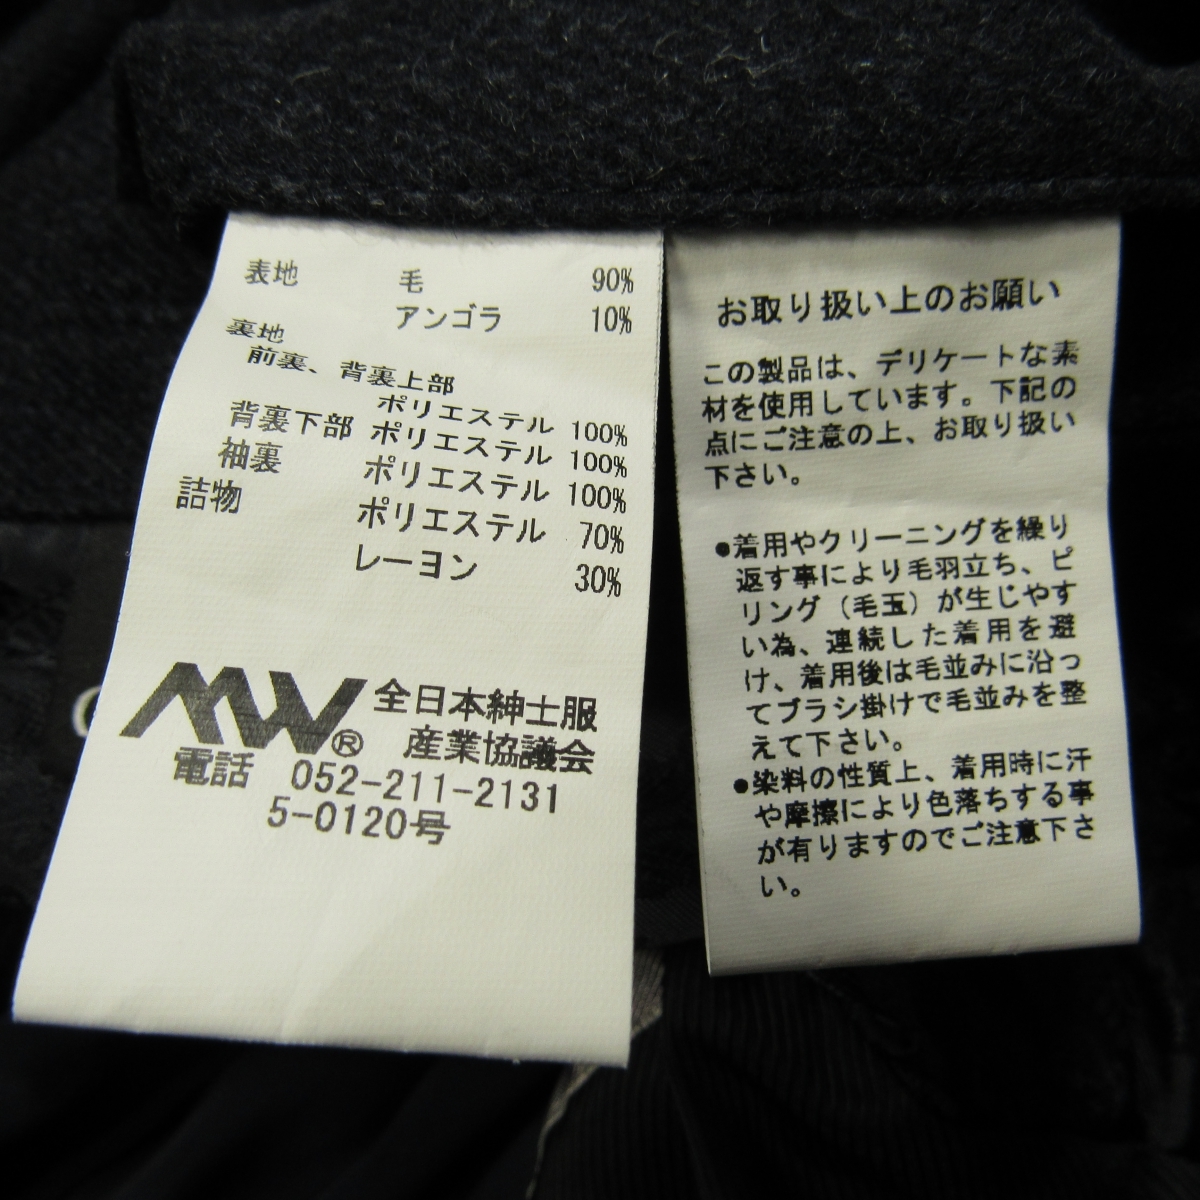 表地 毛 90%
アンゴラ 10%
裏地
前裏、背裏上部
ポリエステル 100%
背裏下部 ポリエステル 100%
袖裏 ポリエステル 100%
詰物 ポリエステル 70%
レーヨン 30%
MW® 全日本紳士服
産業協議会
電話 052-211-2131
5-0120号
お取り扱い上のお願い
この製品は、デリケートな素
材を使用しています。下記の
点にご注意の上、お取り扱い
下さい。
●着用やクリーニングを繰り
返す事により毛羽立ち、ピ
リング（毛玉）が生じやす
い為、連続した着用を避
け、着用後は毛並みに沿っ
てブラシ掛けで毛並みを整
えて下さい。
●染料の性質上、着用時に汗
や摩擦により色落ちする事
が有りますのでご注意下さ
い。